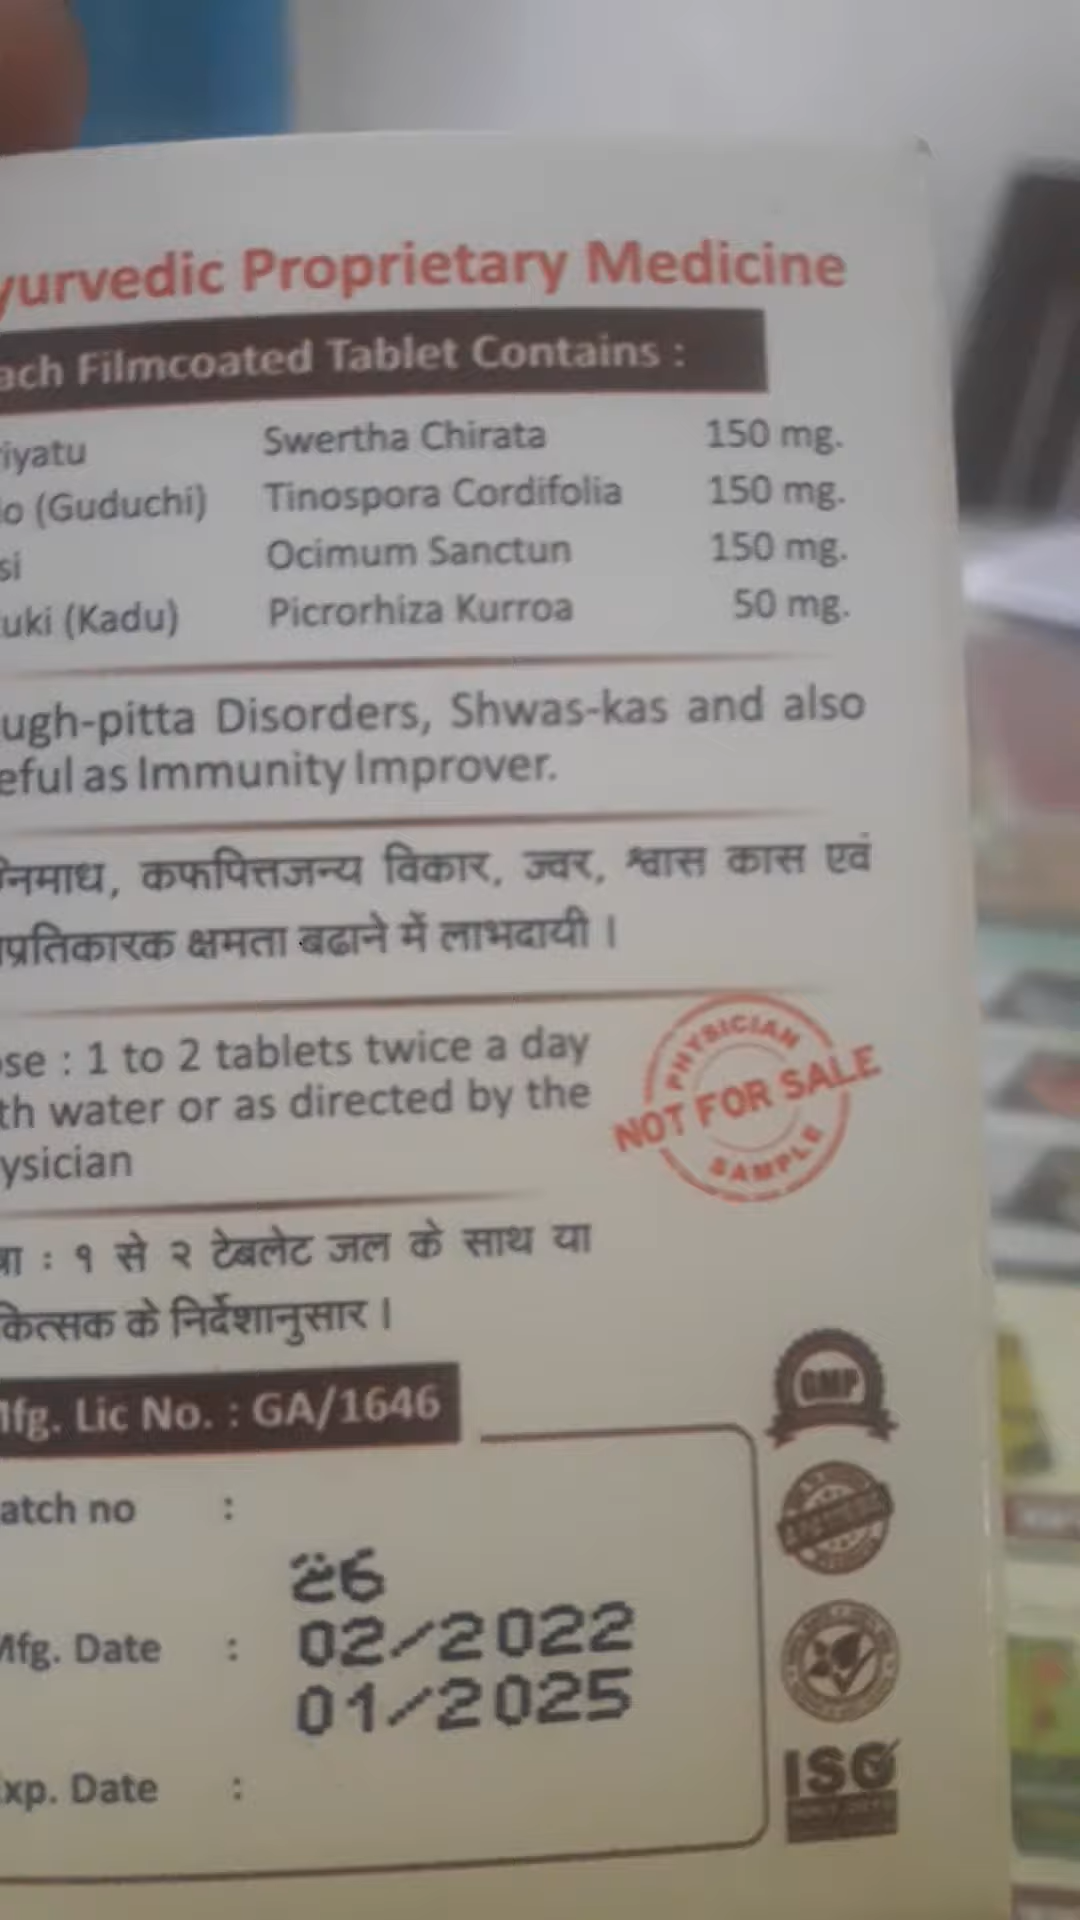 yurvedic Proprietary Medicine
ach Filmcoated Tablet Contains :
riyatu Swertha Chirata 150 mg.
lo (Guduchi) Tinospora Cordifolia 150 mg.
si Ocimum Sanctun 150 mg.
uki (Kadu) Picrorhiza Kurroa 50 mg.
ugh-pitta Disorders, Shwas-kas and also
eful as Immunity Improver.
निमाध, कफपित्तजन्य विकार, ज्वर, श्वास कास एवं
प्रतिकारक क्षमता बढाने में लाभदायी ।
se : 1 to 2 tablets twice a day
th water or as directed by the
ysician
PHYSICIAN
NOT FOR SALE
SAMPLE
त्रा : १ से २ टेबलेट जल के साथ या
कित्सक के निर्देशानुसार ।
Mfg. Lic No. : GA/1646
GMP
atch no :
26
Mfg. Date : 02/2022
01/2025
xp. Date :
ISO